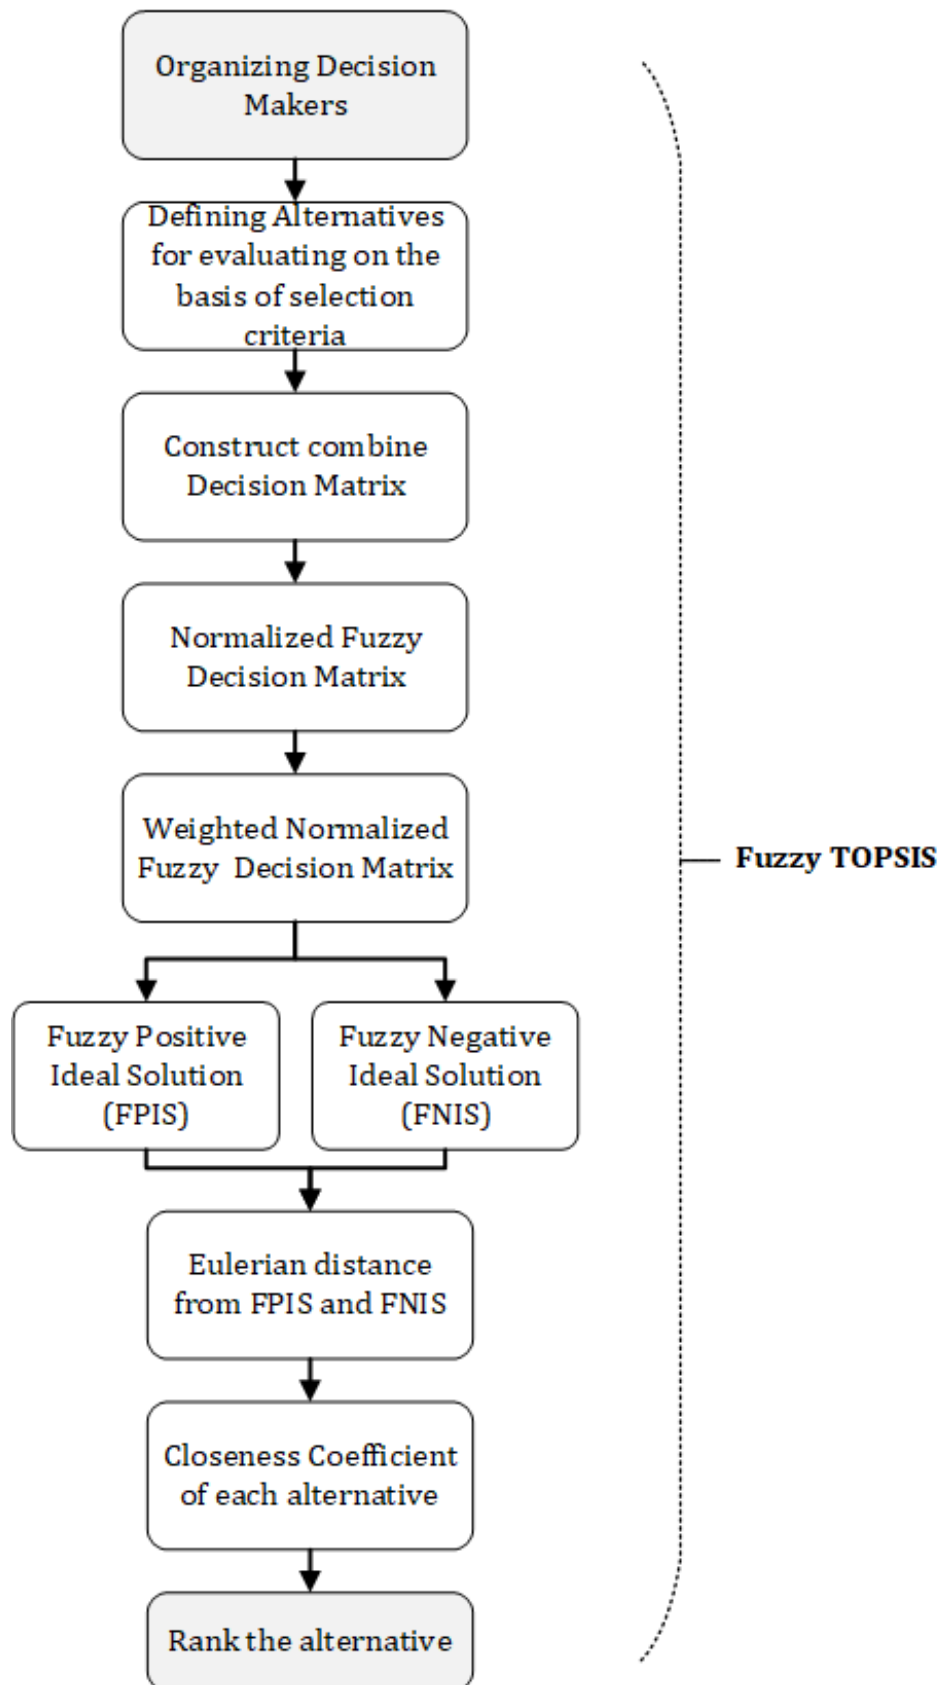 Organizing Decision
Makers
Defining Alternatives
for evaluating on the
basis of selection
criteria
Construct combine
Decision Matrix
Normalized Fuzzy
Decision Matrix
Weighted Normalized
Fuzzy Decision Matrix
Fuzzy TOPSIS
Fuzzy Positive
Ideal Solution
(FPIS)
Fuzzy Negative
Ideal Solution
(FNIS)
Eulerian distance
from FPIS and FNIS
Closeness Coefficient
of each alternative
Rank the alternative